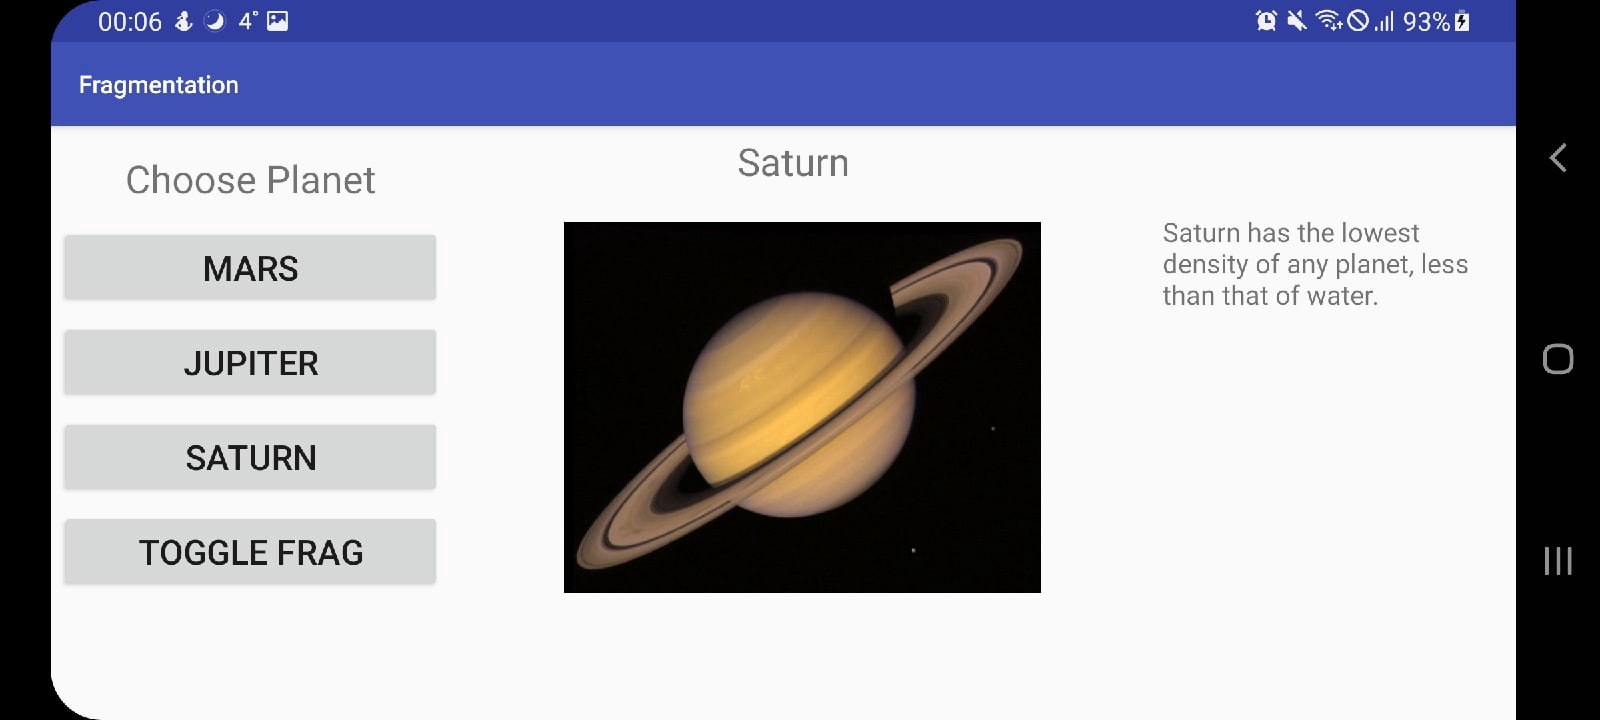 00:06 4° 93%
Fragmentation
Choose Planet
MARS
JUPITER
SATURN
TOGGLE FRAG
Saturn
Saturn has the lowest
density of any planet, less
than that of water.